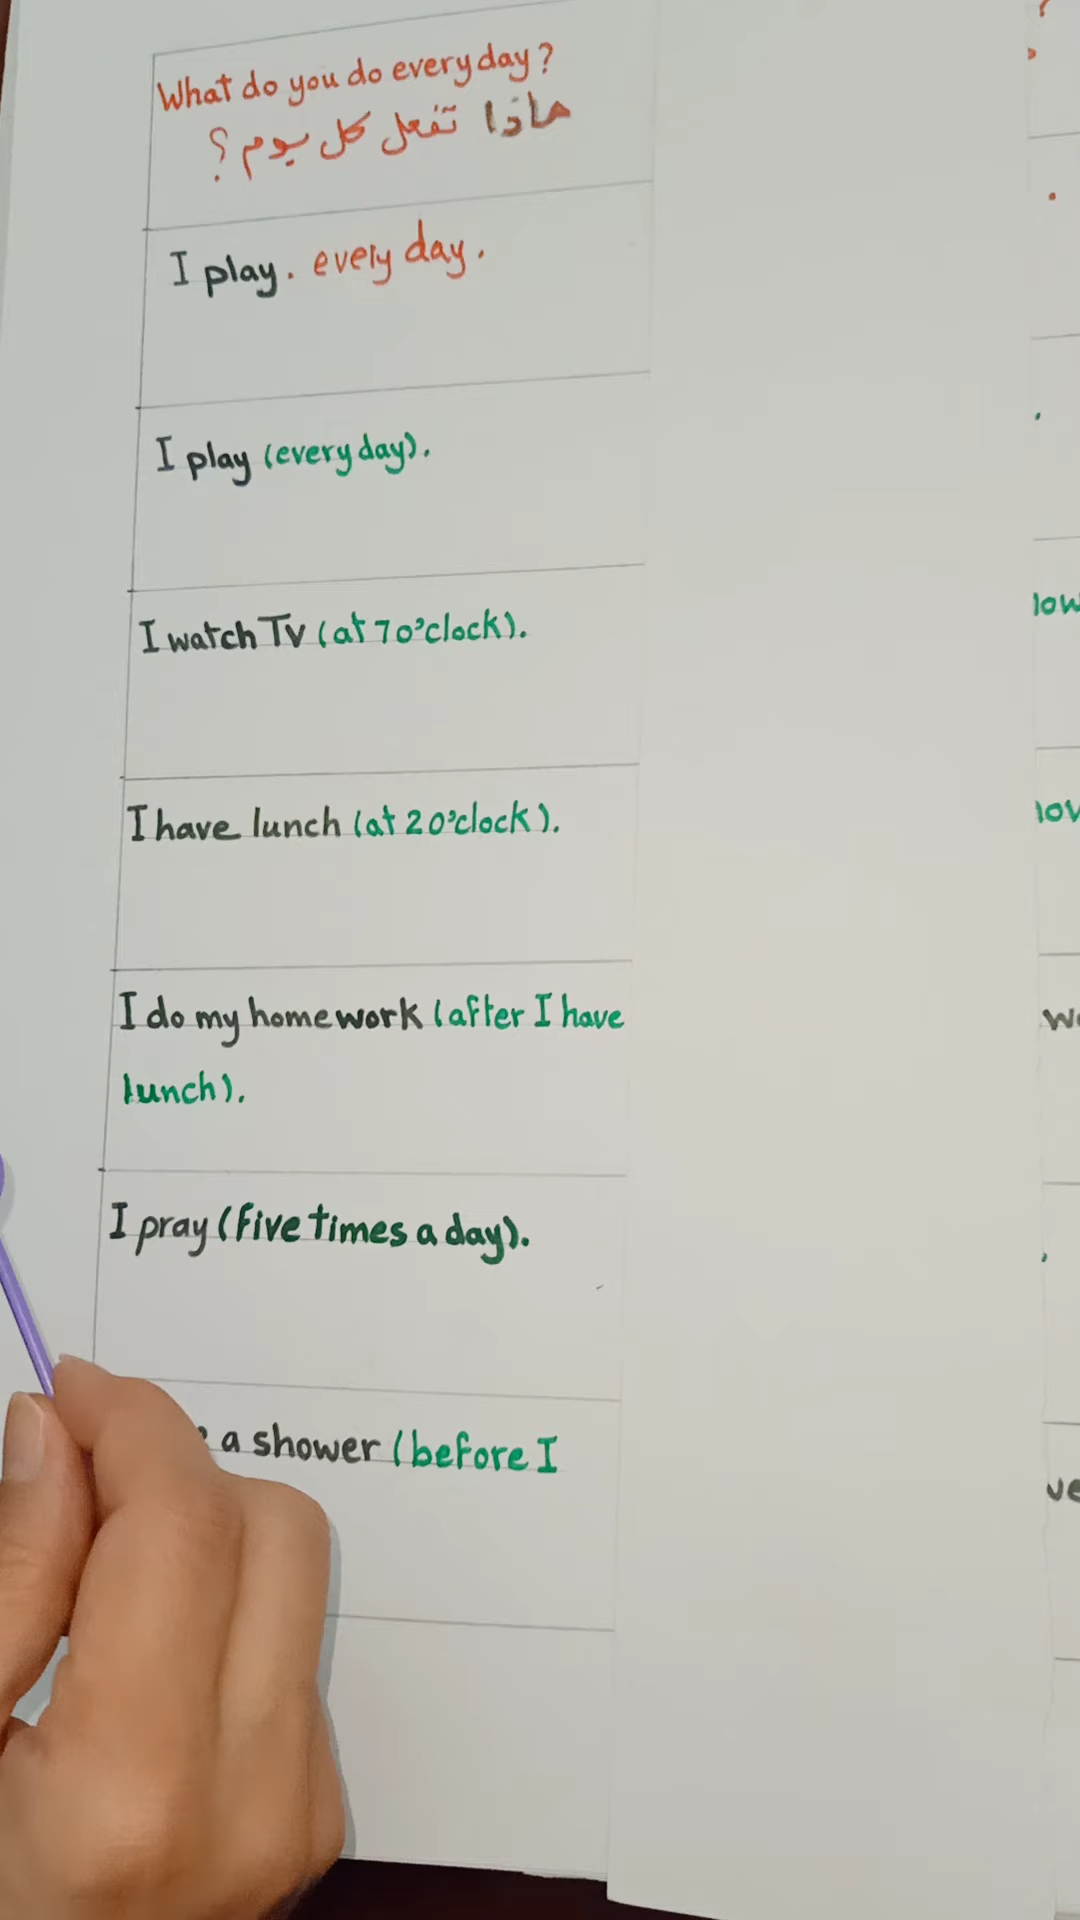 What do you do every day?
ماذا تفعل كل يوم؟
I play. every day.
I play (every day).
I watch TV (at 7 o'clock).
I have lunch (at 2 o'clock).
I do my homework (after I have
lunch).
I pray (five times a day).
a shower (before I